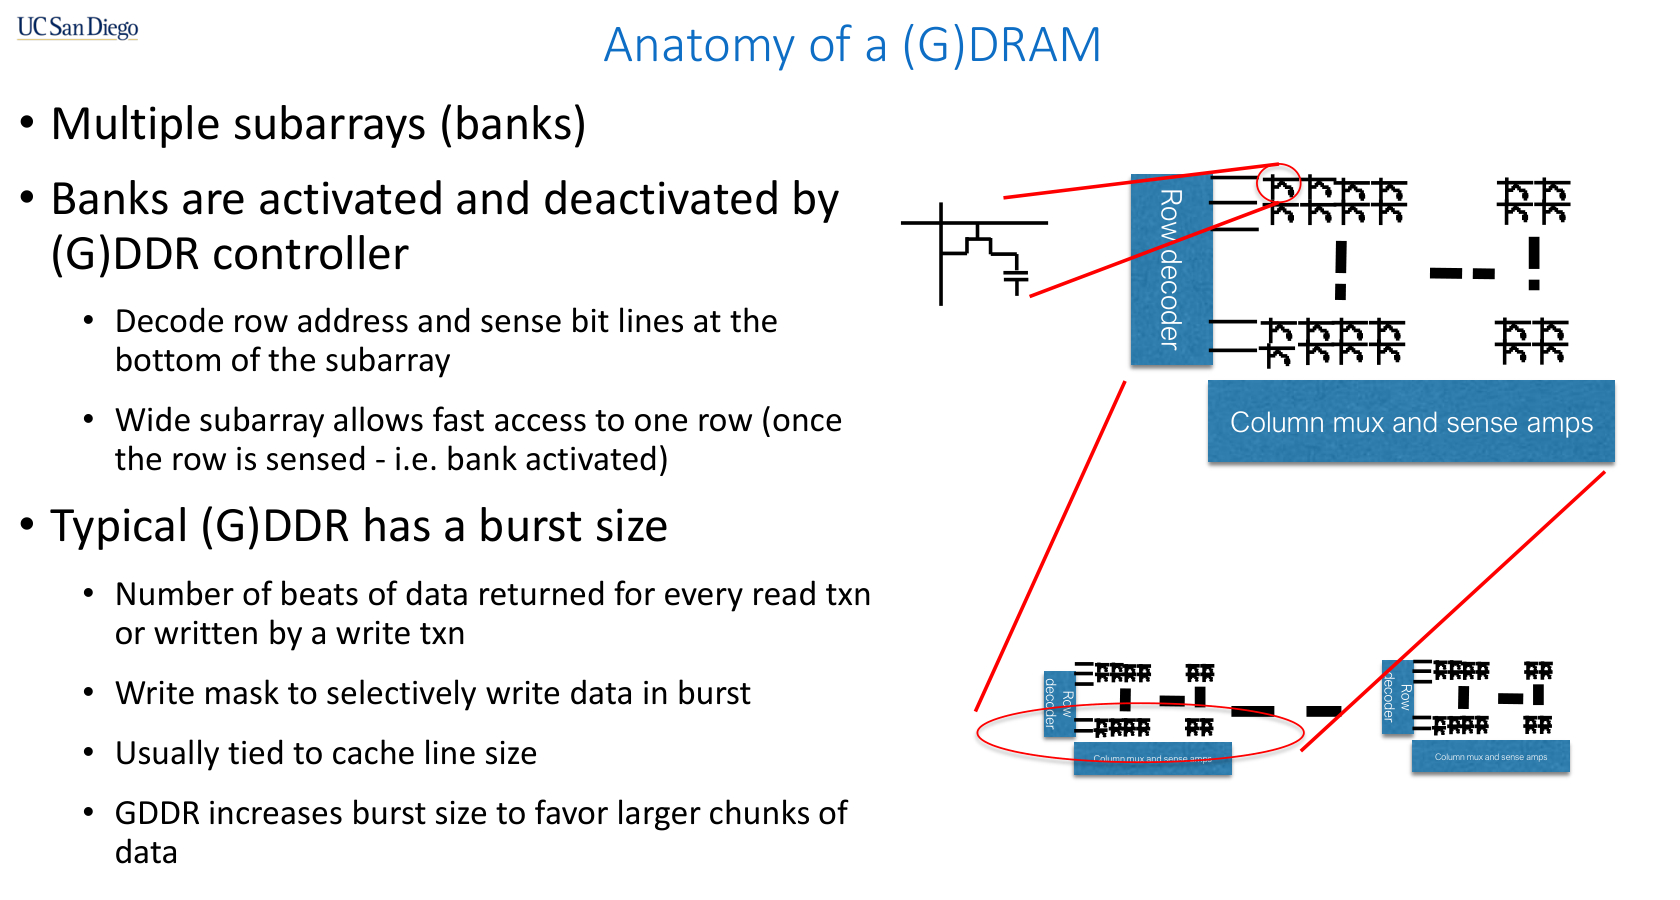 UC San Diego
Anatomy of a (G)DRAM
• Multiple subarrays (banks)
• Banks are activated and deactivated by
(G)DDR controller
• Decode row address and sense bit lines at the
bottom of the subarray
• Wide subarray allows fast access to one row (once
the row is sensed - i.e. bank activated)
• Typical (G)DDR has a burst size
• Number of beats of data returned for every read txn
or written by a write txn
• Write mask to selectively write data in burst
• Usually tied to cache line size
• GDDR increases burst size to favor larger chunks of
data
Row decoder
Column mux and sense amps
Row
decoder
Column mux and sense amps
Row
decoder
Column mux and sense amps